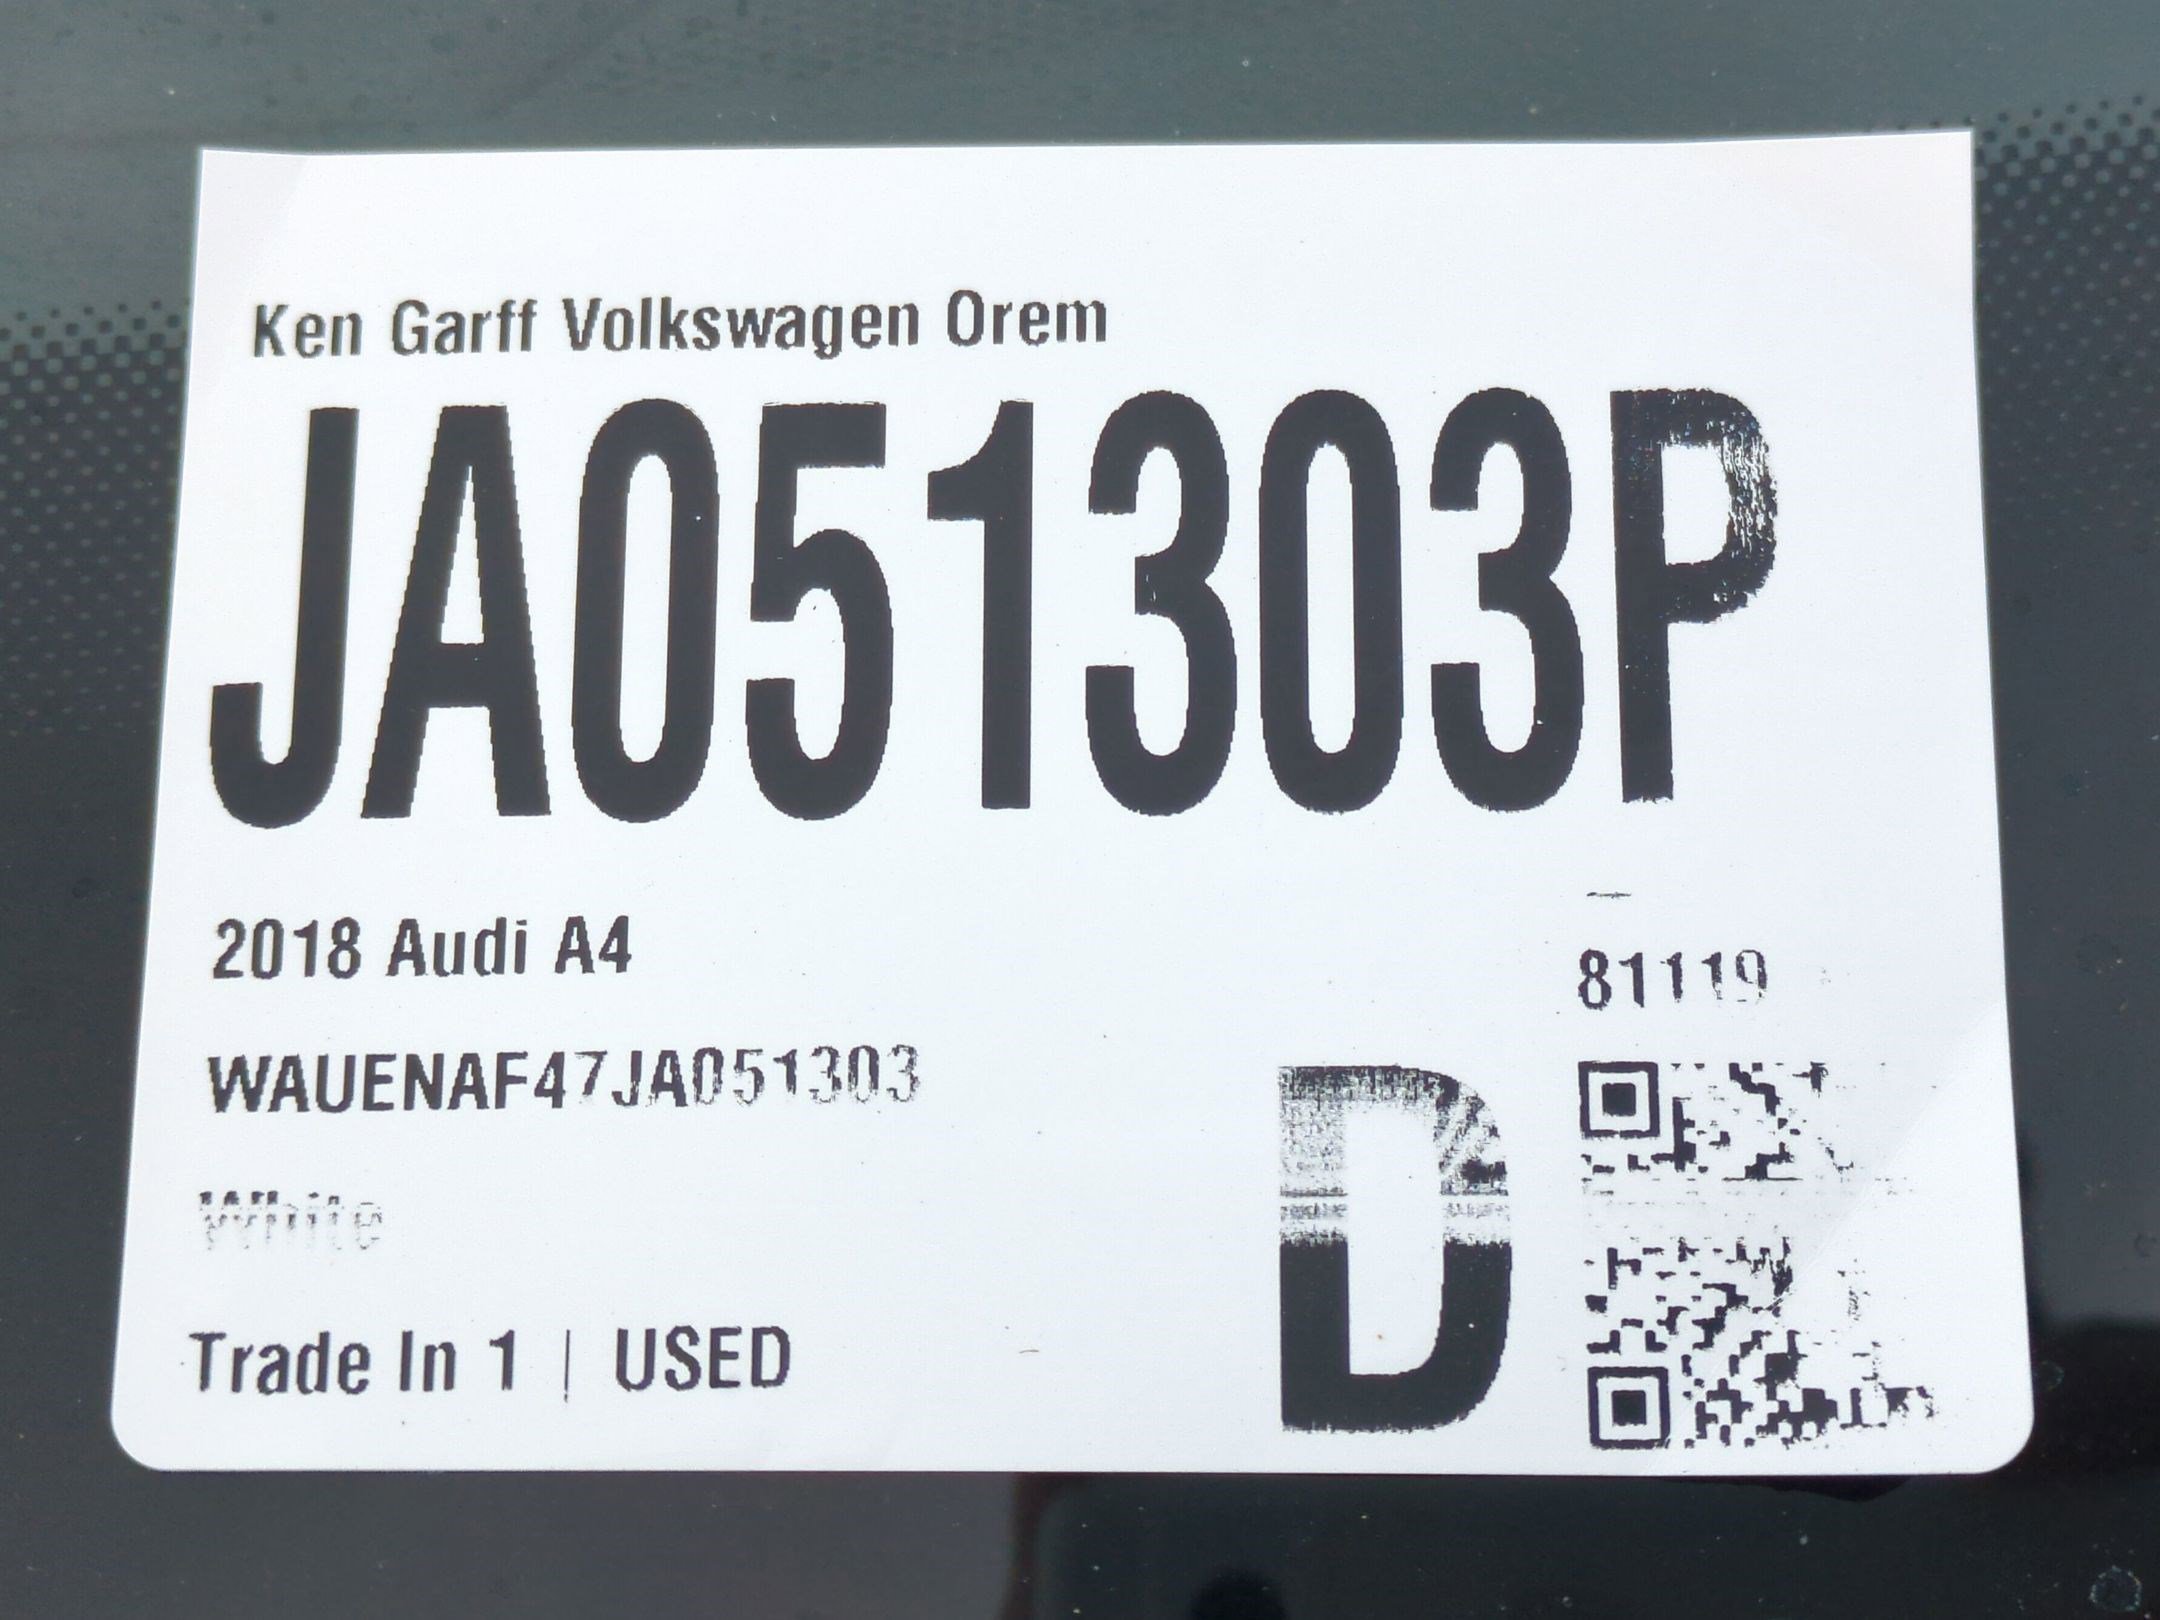 Ken Garff Volkswagen Orem
JA051303P
2018 Audi A4
81119
WAUENAF47JA051303
White
D
Trade In 1 | USED